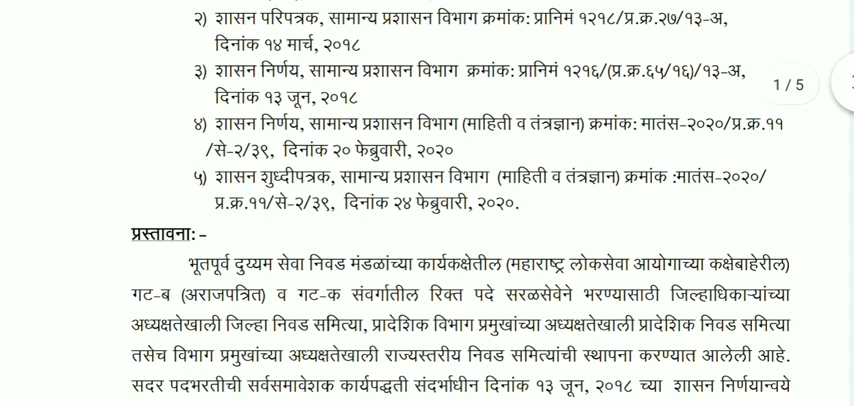 २) शासन परिपत्रक, सामान्य प्रशासन विभाग क्रमांक: प्रानिमं १२१८/प्र.क्र.२७/१३-अ,
दिनांक १४ मार्च, २०१८
३) शासन निर्णय, सामान्य प्रशासन विभाग क्रमांक: प्रानिमं १२१६/(प्र.क्र.६५/१६)/१३-अ,
दिनांक १३ जून, २०१८
1 / 5
४) शासन निर्णय, सामान्य प्रशासन विभाग (माहिती व तंत्रज्ञान) क्रमांक: मातंस-२०२०/प्र.क्र.११
/से-२/३९, दिनांक २० फेब्रुवारी, २०२०
५) शासन शुध्दीपत्रक, सामान्य प्रशासन विभाग (माहिती व तंत्रज्ञान) क्रमांक :मातंस-२०२०/
प्र.क्र.११/से-२/३९, दिनांक २४ फेब्रुवारी, २०२०.
प्रस्तावना: -
भूतपूर्व दुय्यम सेवा निवड मंडळांच्या कार्यकक्षेतील (महाराष्ट्र लोकसेवा आयोगाच्या कक्षेबाहेरील)
गट-ब (अराजपत्रित) व गट-क संवर्गातील रिक्त पदे सरळसेवेने भरण्यासाठी जिल्हाधिकाऱ्यांच्या
अध्यक्षतेखाली जिल्हा निवड समित्या, प्रादेशिक विभाग प्रमुखांच्या अध्यक्षतेखाली प्रादेशिक निवड समित्या
तसेच विभाग प्रमुखांच्या अध्यक्षतेखाली राज्यस्तरीय निवड समित्यांची स्थापना करण्यात आलेली आहे.
सदर पदभरतीची सर्वसमावेशक कार्यपद्धती संदर्भाधीन दिनांक १३ जून, २०१८ च्या शासन निर्णयान्वये